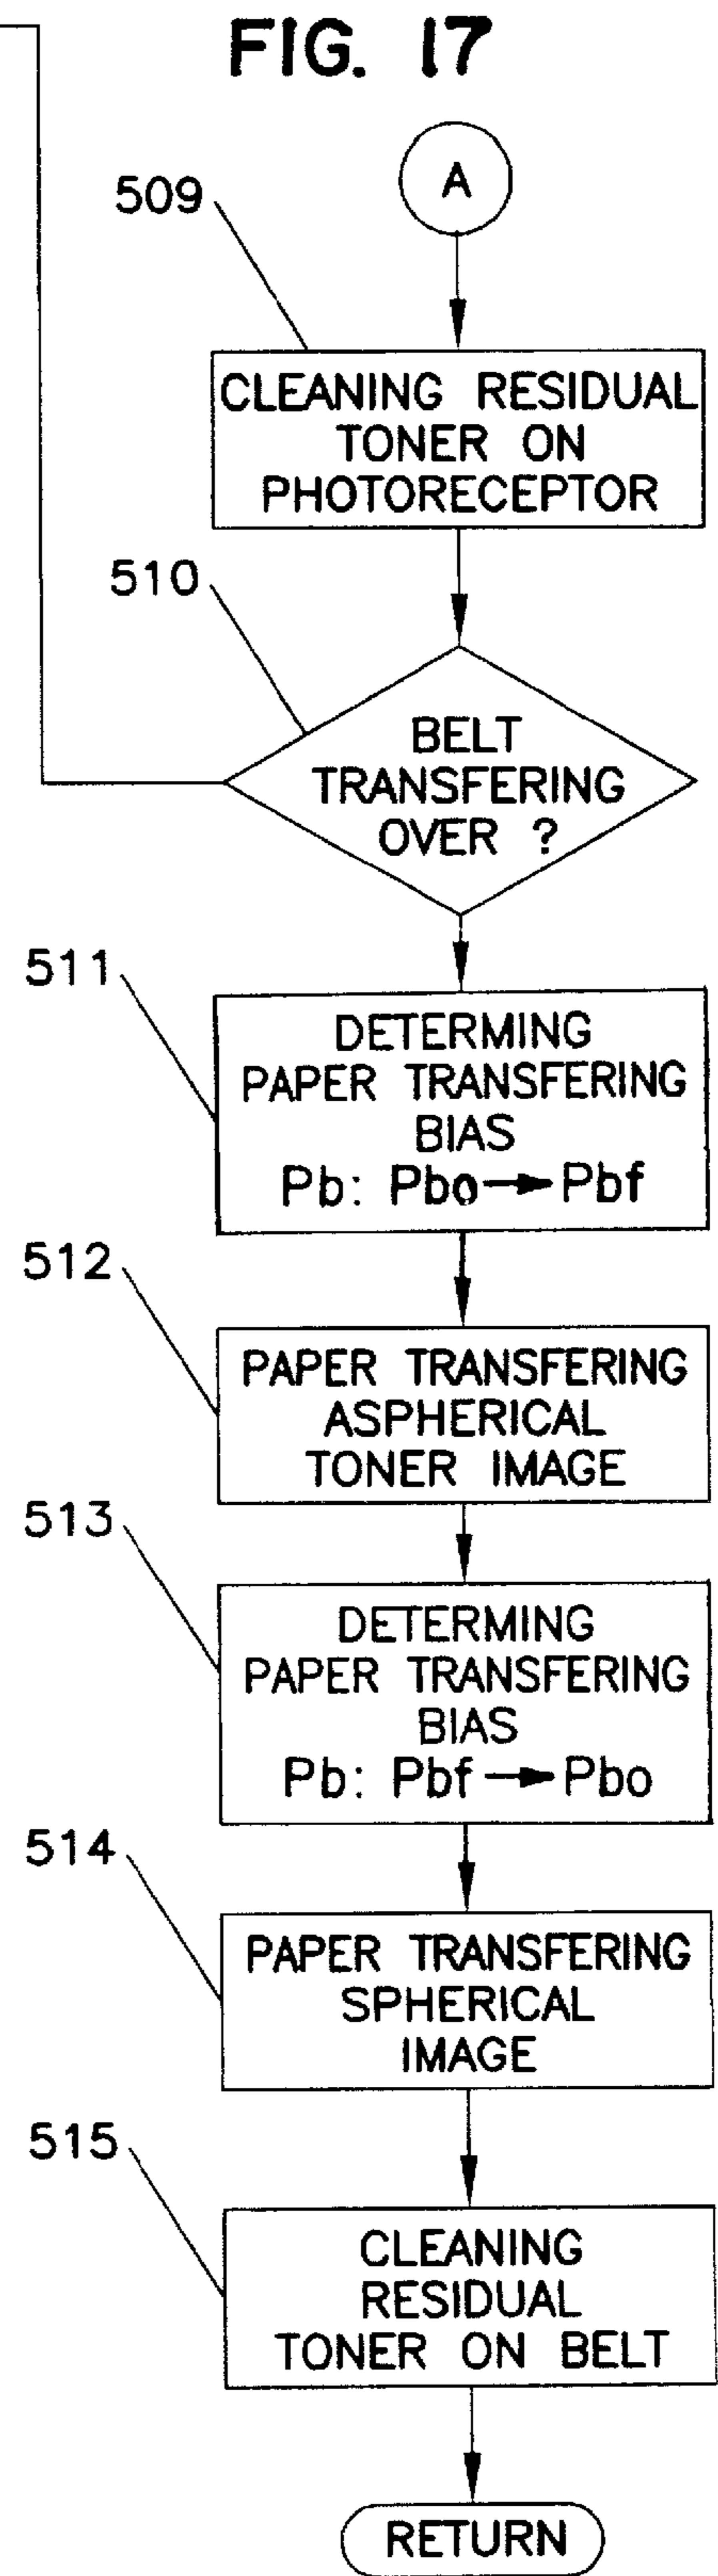 FIG. 17
A
509
CLEANING RESIDUAL
TONER ON
PHOTORECEPTOR
510
BELT
TRANSFERING
OVER ?
511
DETERMING
PAPER TRANSFERING
BIAS
Pb: Pbo→Pbf
512
PAPER TRANSFERING
ASPHERICAL
TONER IMAGE
513
DETERMING
PAPER TRANSFERING
BIAS
Pb: Pbf→Pbo
514
PAPER TRANSFERING
SPHERICAL
IMAGE
515
CLEANING
RESIDUAL
TONER ON BELT
RETURN